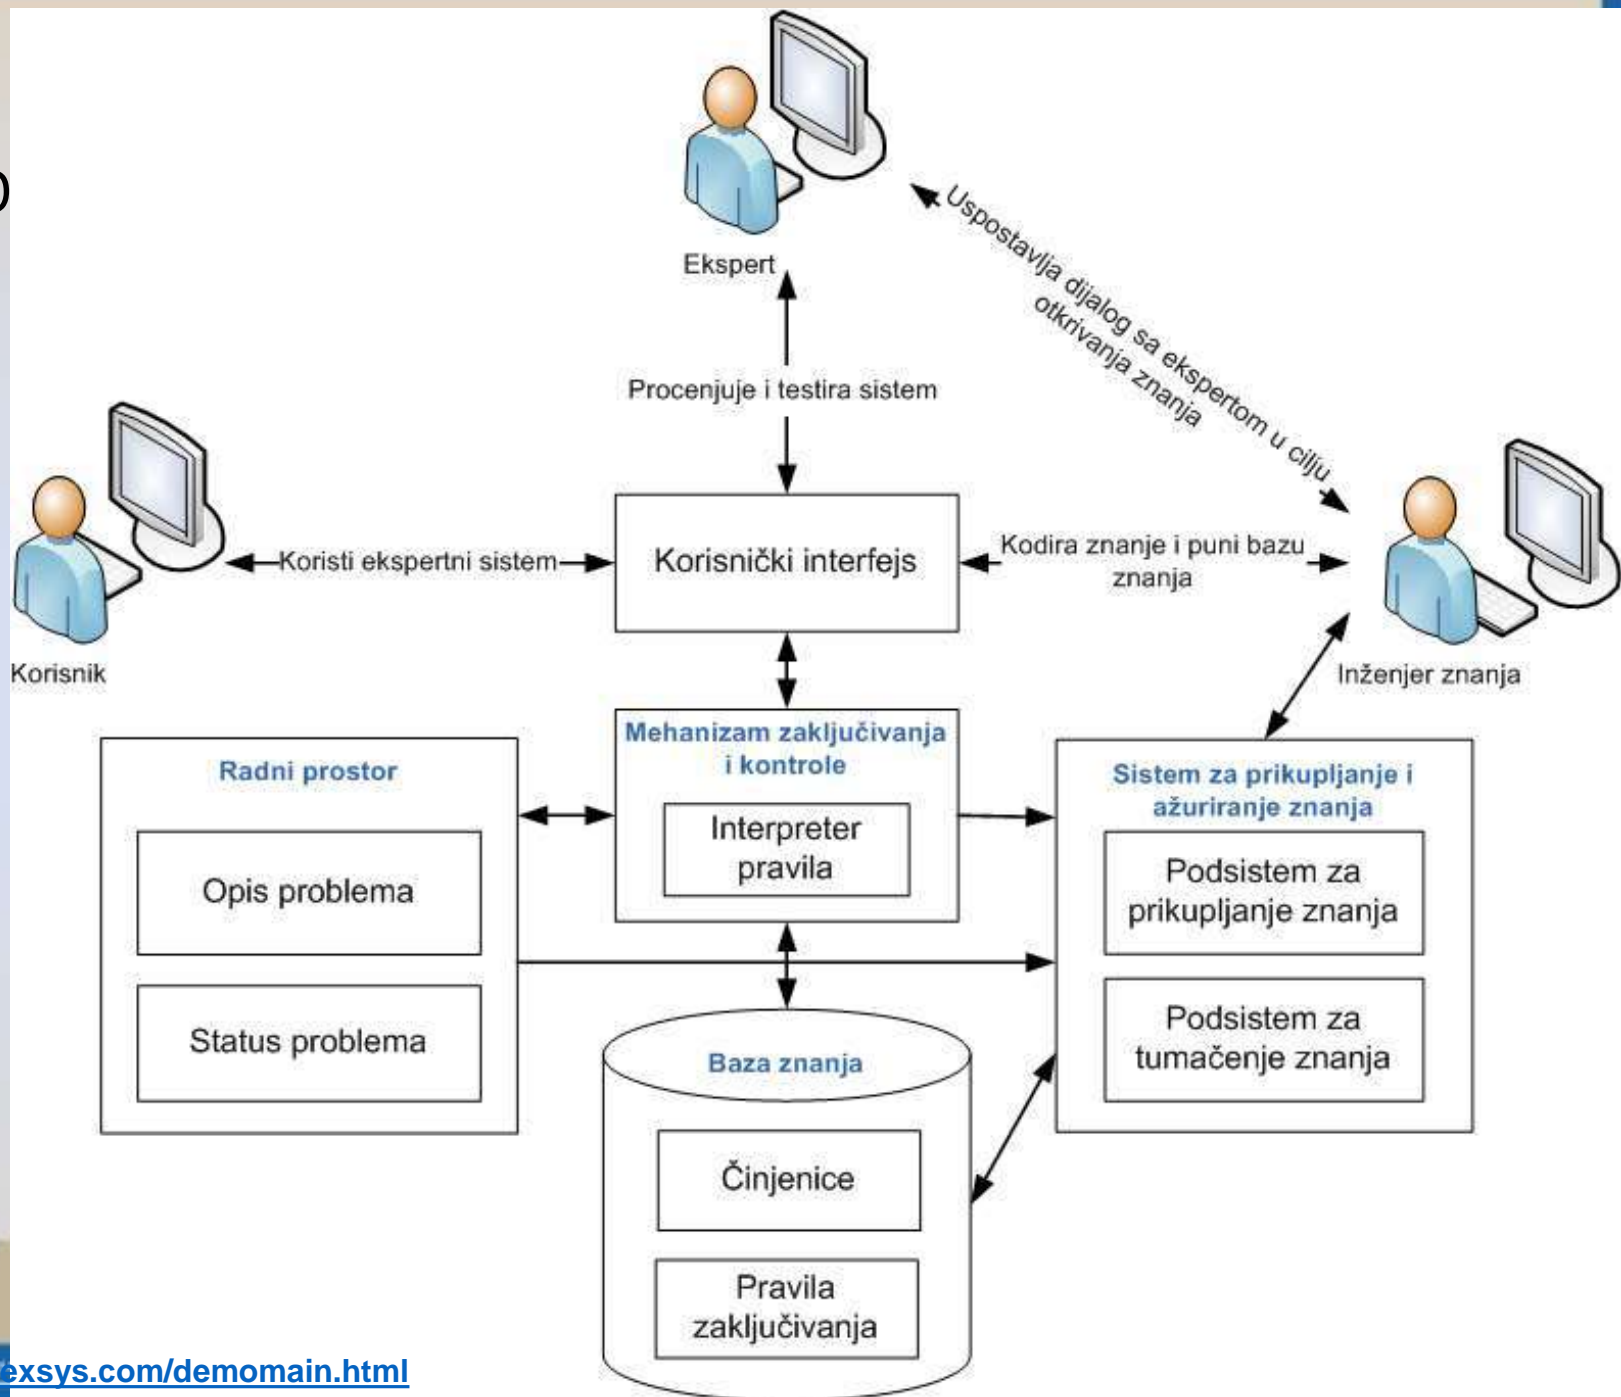 Ekspert
Uspostavlja dijalog sa ekspertom u cilju
otkrivanja znanja
Procenjuje i testira sistem
Korisnik
Koristi ekspertni sistem
Korisnički interfejs
Kodira znanje i puni bazu
znanja
Inženjer znanja
Radni prostor
Opis problema
Status problema
Mehanizam zaključivanja
i kontrole
Interpreter
pravila
Sistem za prikupljanje i
ažuriranje znanja
Podsistem za
prikupljanje znanja
Podsistem za
tumačenje znanja
Baza znanja
Činjenice
Pravila
zaključivanja
exsys.com/demomain.html